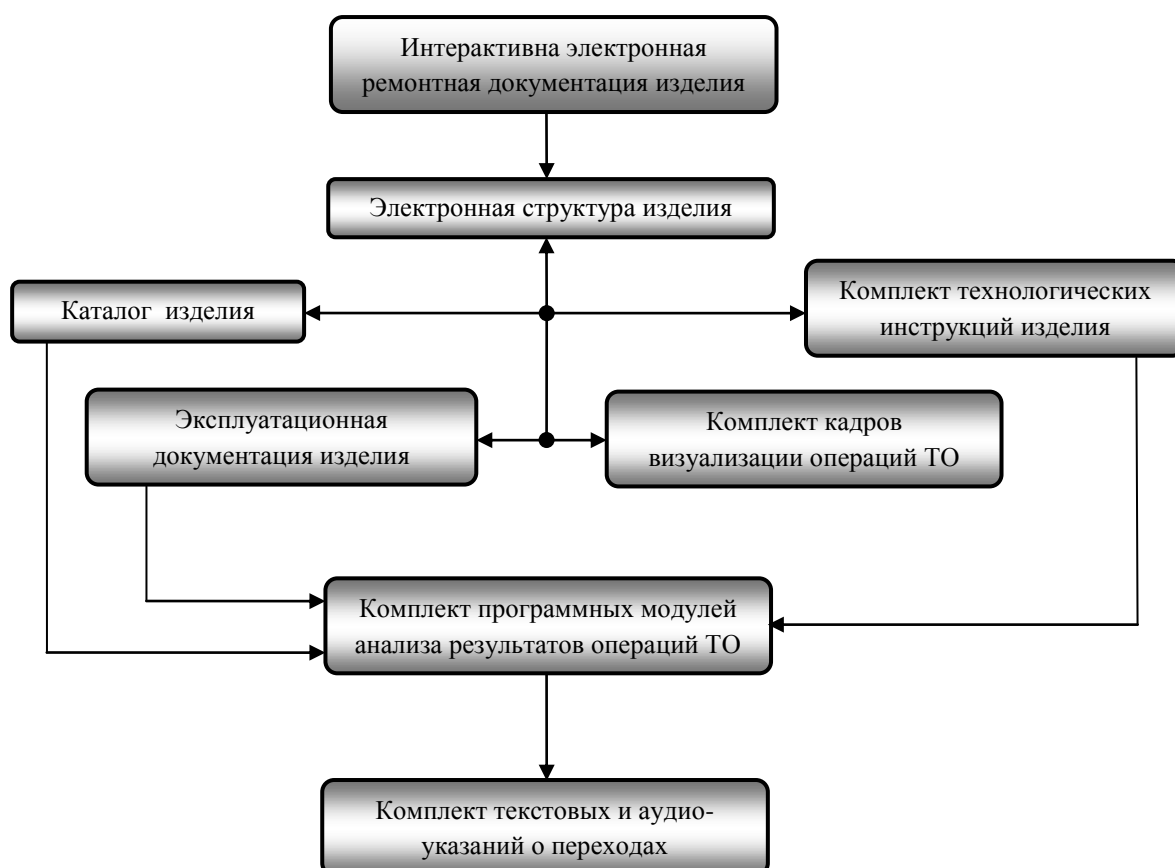 Интерактивна электронная
ремонтная документация изделия
Электронная структура изделия
Каталог изделия
Комплект технологических
инструкций изделия
Эксплуатационная
документация изделия
Комплект кадров
визуализации операций ТО
Комплект программных модулей
анализа результатов операций ТО
Комплект текстовых и аудио-
указаний о переходах